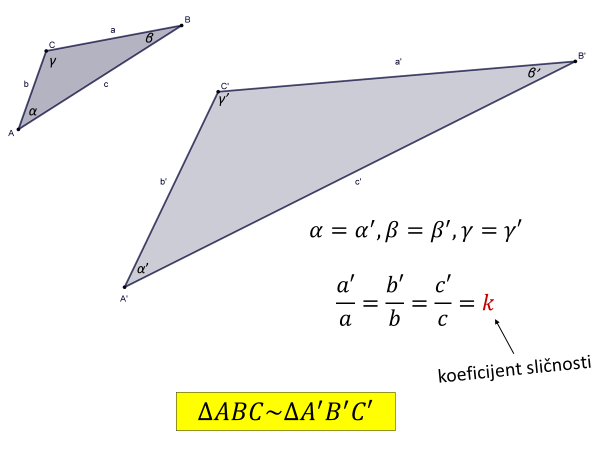 B
a
β
C
γ
b
c
α
A
B'
a'
β'
C'
γ'
b'
c'
α'
A'
α = α', β = β', γ = γ'
a'/a = b'/b = c'/c = k
koeficijent sličnosti
ΔABC~ΔA'B'C'